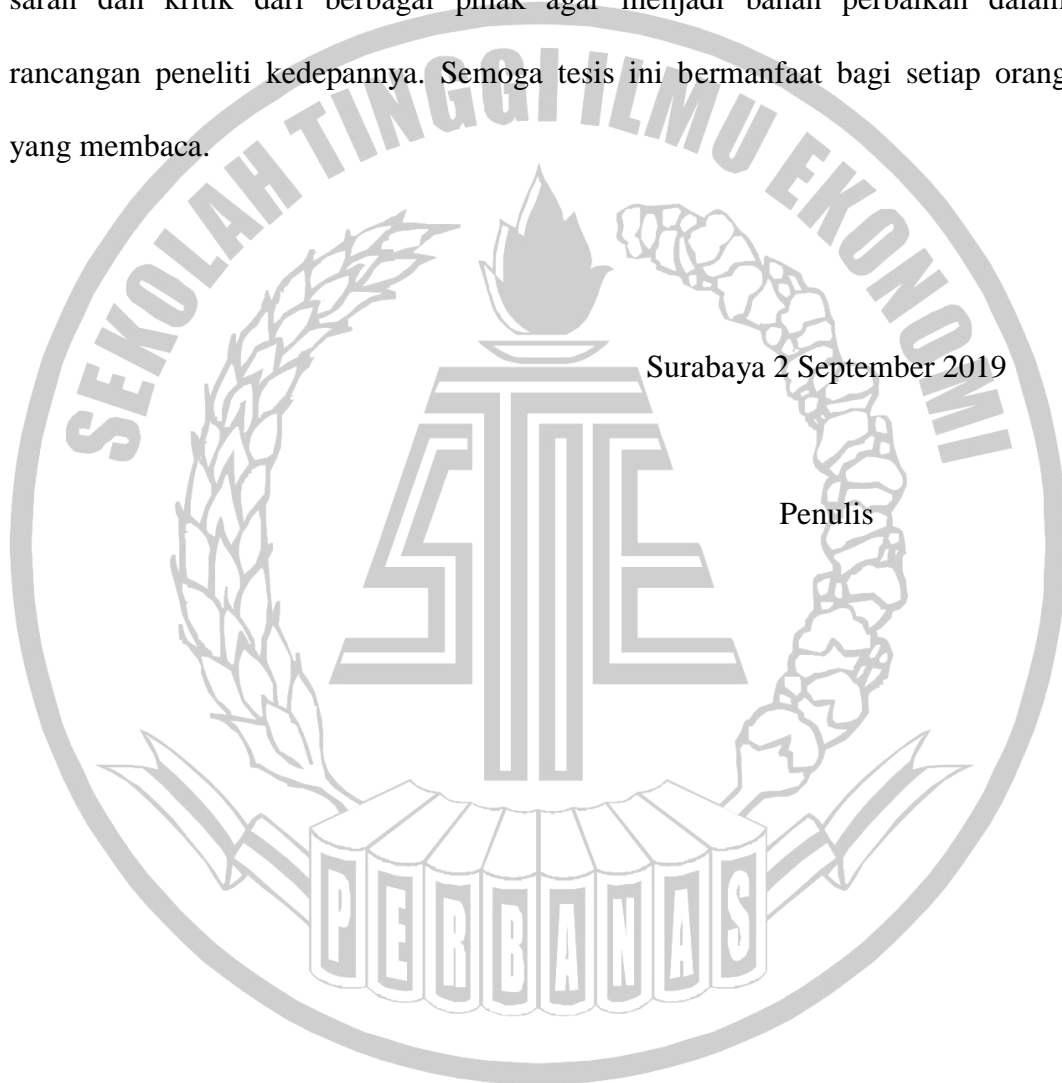 saran dan kritik dari berbagai pihak agar menjadi bahan perbaikan dalam
rancangan peneliti kedepannya. Semoga tesis ini bermanfaat bagi setiap orang
yang membaca.
SEKOLAH TINGGI ILMU EKONOMI
Surabaya 2 September 2019
STIE
Penulis
PERBANAS